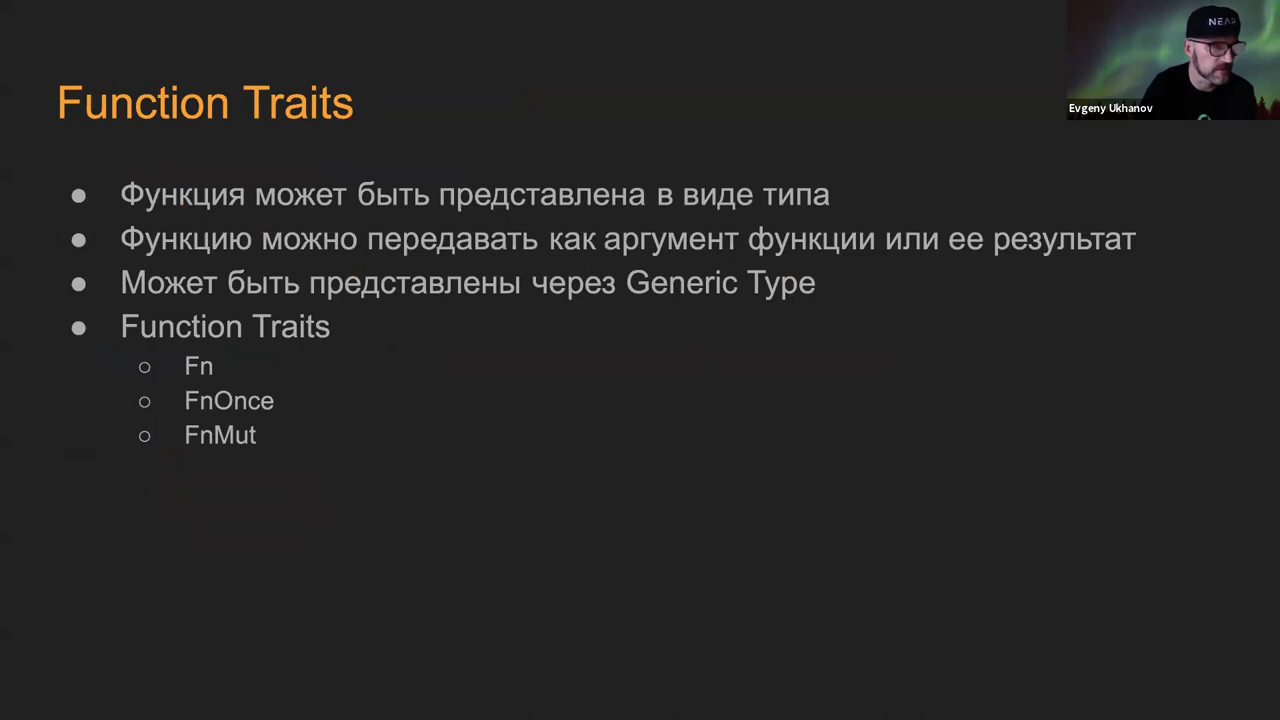 NEAR
Evgeny Ukhanov
Function Traits
● Функция может быть представлена в виде типа
● Функцию можно передавать как аргумент функции или ее результат
● Может быть представлены через Generic Type
● Function Traits
○ Fn
○ FnOnce
○ FnMut